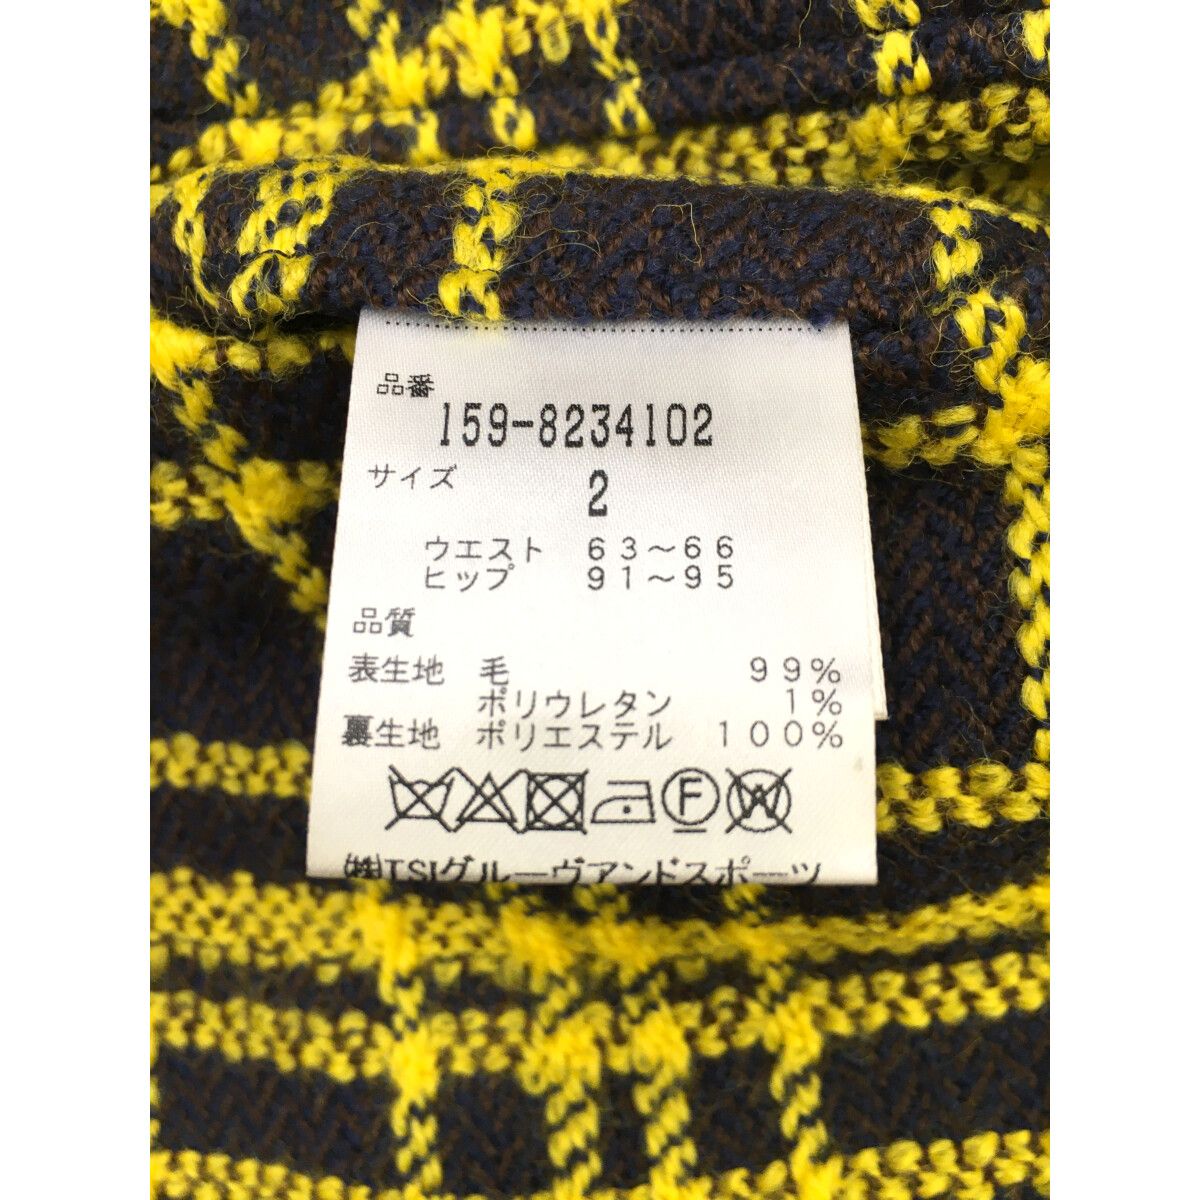 品番
159-8234102
サイズ 2
ウエスト 63～66
ヒップ 91～95
品質
表生地 毛 99%
ポリウレタン 1%
裏生地 ポリエステル 100%
F W
㈱TSIグルーヴアンドスポーツ